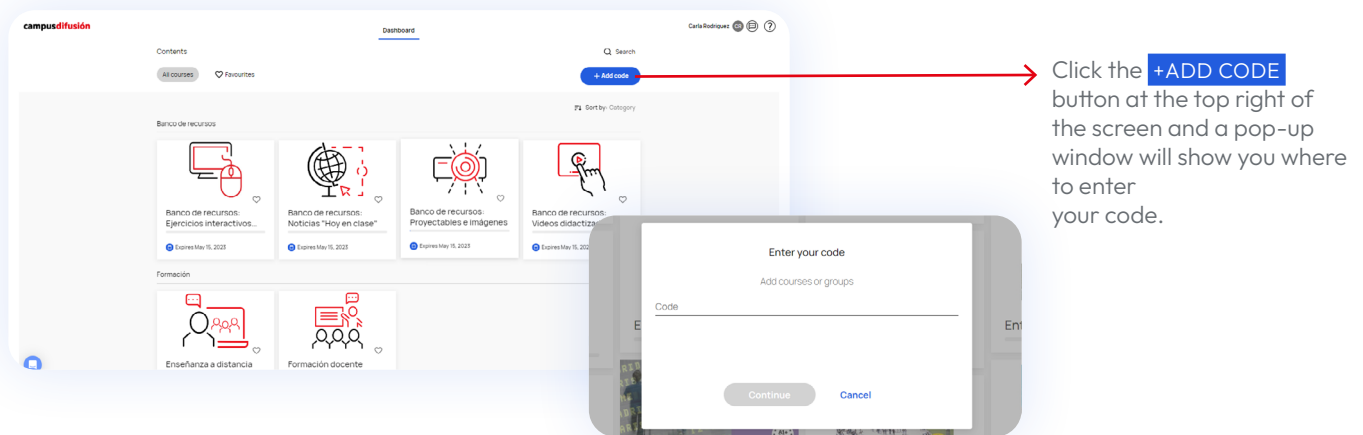 campusdifusión
Dashboard
Carla Rodriguez CR
Contents
Search
All courses
Favourites
+ Add code
Sort by: Category
Banco de recursos
Banco de recursos:
Ejercicios interactivos...
Expires May 15, 2023
Banco de recursos:
Noticias "Hoy en clase"
Expires May 15, 2023
Banco de recursos:
Proyectables e imágenes
Expires May 15, 2023
Banco de recursos:
Videos didactiza
Expires May 15, 202
Formación
Enseñanza a distancia
Formación docente
Enter your code
Add courses or groups
Code
Continue
Cancel
E
Ent
A1+
Click the +ADD CODE
button at the top right of
the screen and a pop-up
window will show you where
to enter
your code.